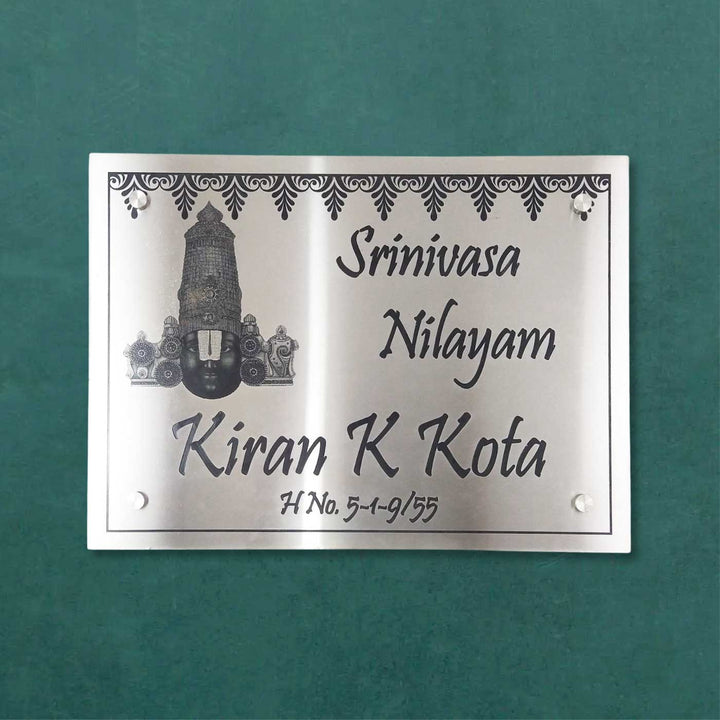 Srinivasa
Nilayam
Kiran K Kota
H No. 5-1-9/55